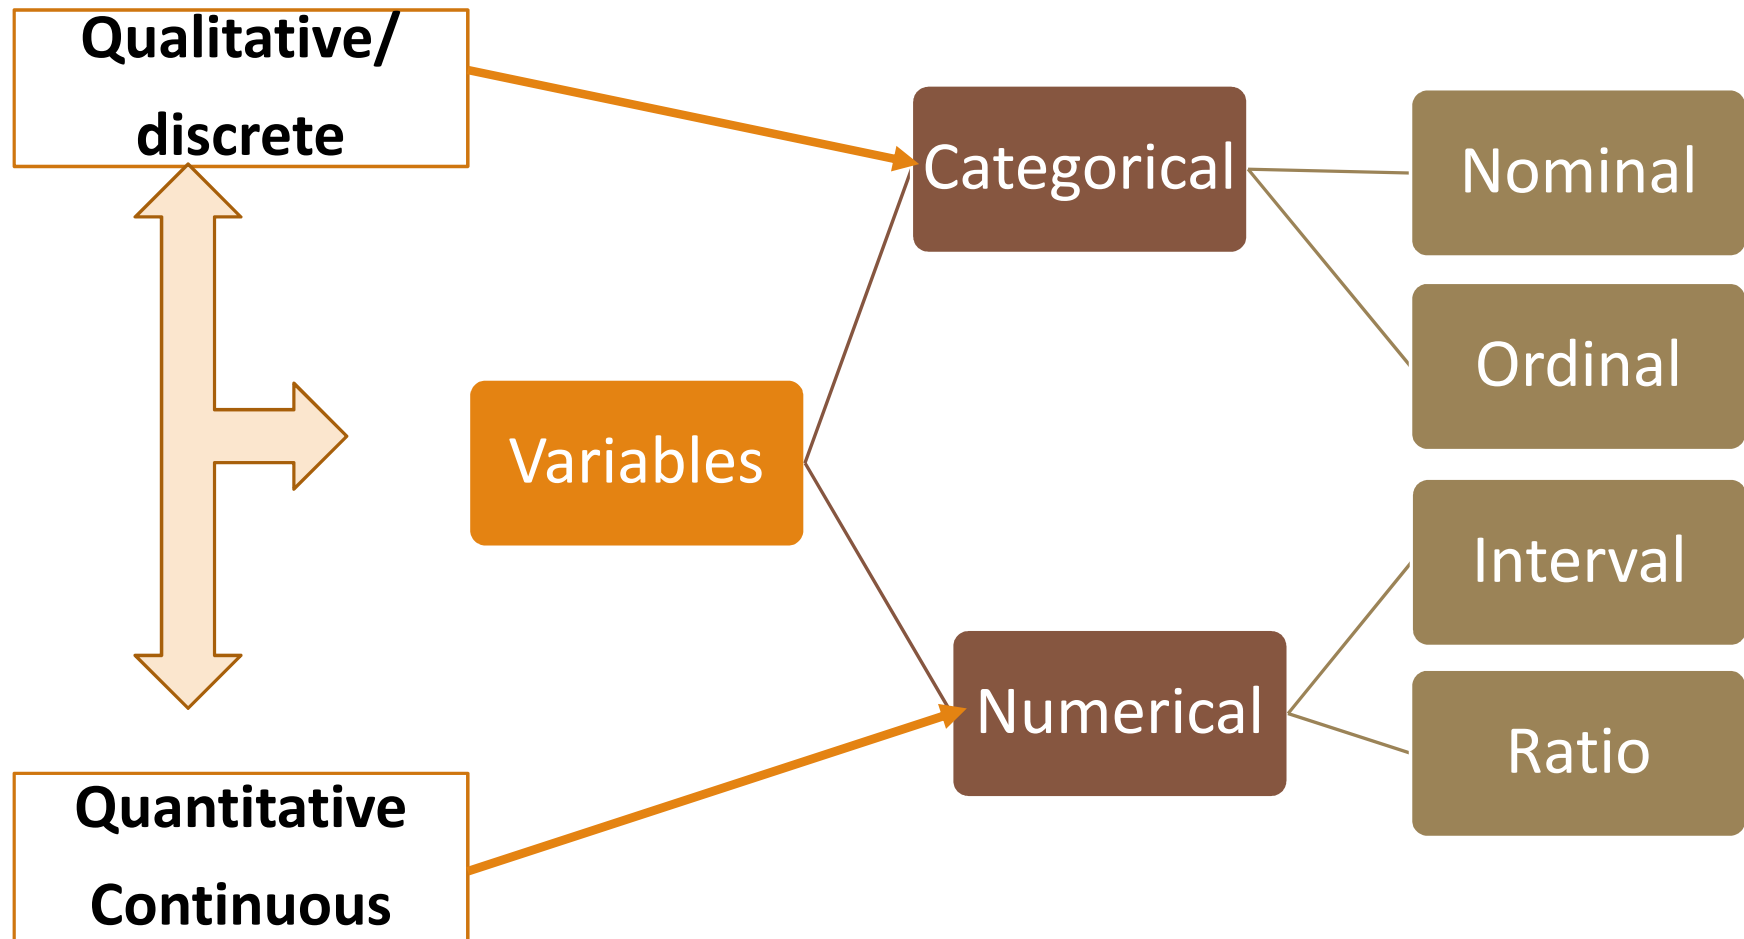 Qualitative/
discrete
Categorical
Nominal
Ordinal
Variables
Interval
Numerical
Ratio
Quantitative
Continuous